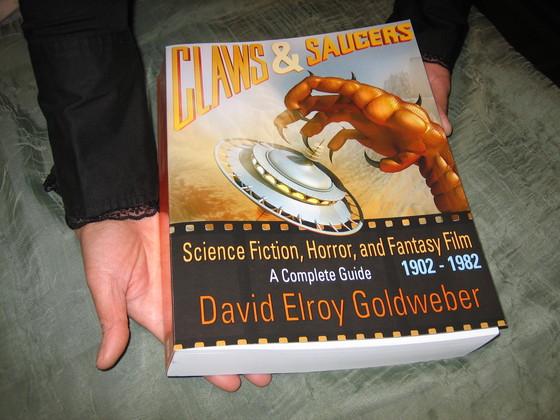 CLAWS & SAUCERS
Science Fiction, Horror, and Fantasy Film
A Complete Guide 1902 - 1982
David Elroy Goldweber